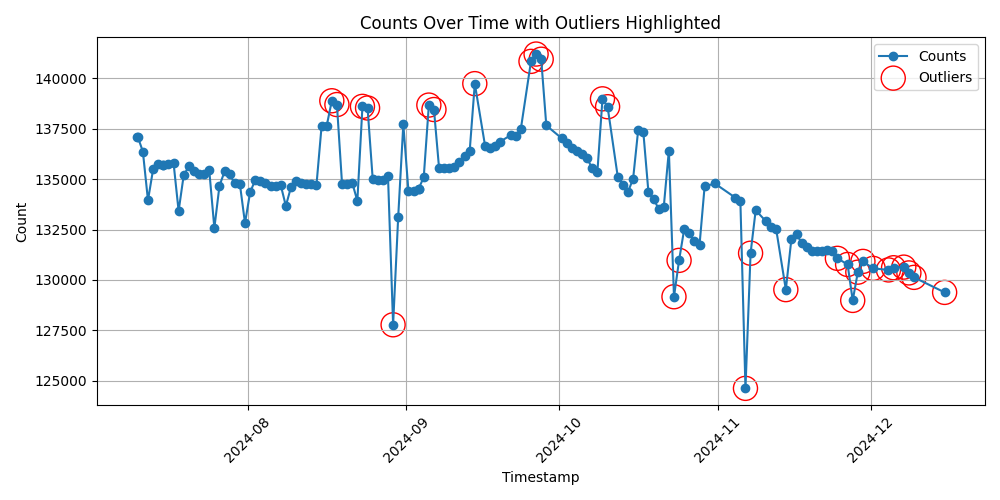 Counts Over Time with Outliers Highlighted
Counts
Outliers
Count
140000
137500
135000
132500
130000
127500
125000
2024-08
2024-09
2024-10
2024-11
2024-12
Timestamp